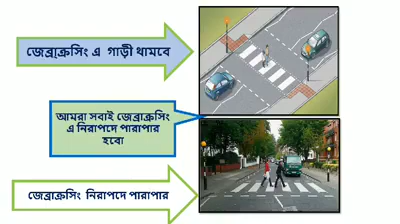 জেব্রাক্রসিং এ গাড়ী থামবে
আমরা সবাই জেব্রাক্রসিং
এ নিরাপদে পারাপার
হবো
জেব্রাক্রসিং নিরাপদে পারাপার